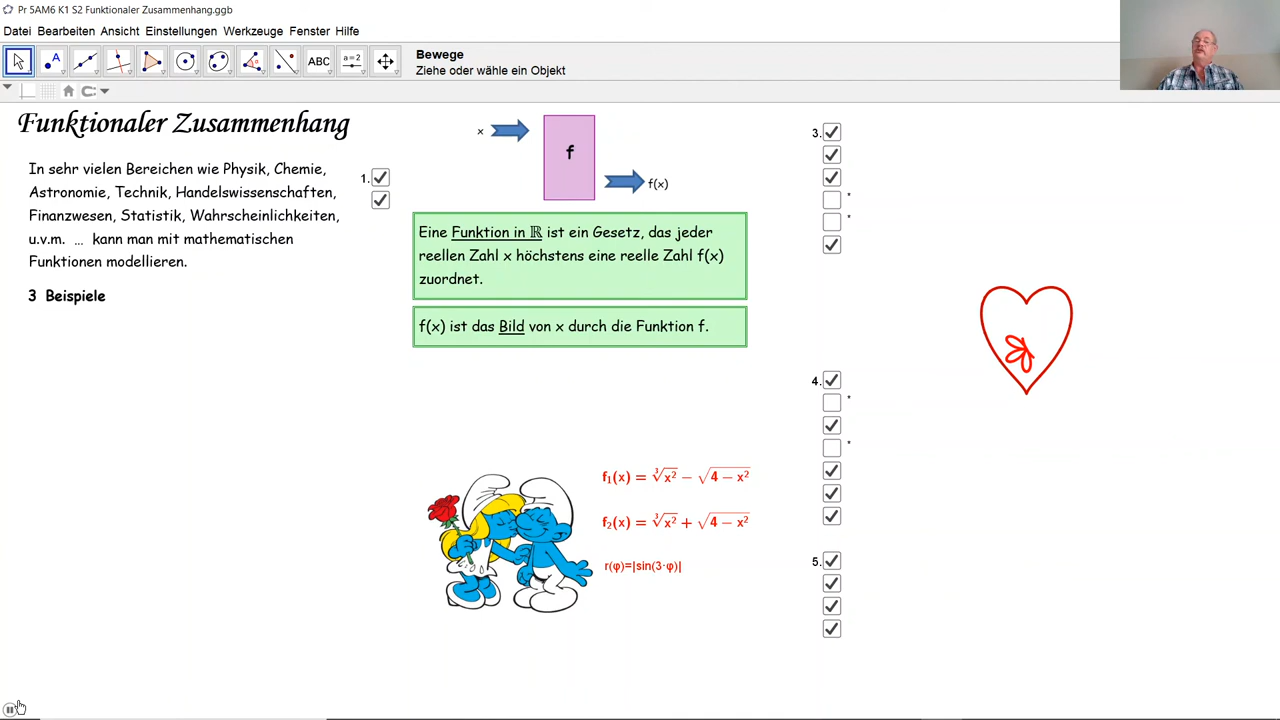 Pr 5AM6 K1 S2 Funktionaler Zusammenhang.ggb
Datei Bearbeiten Ansicht Einstellungen Werkzeuge Fenster Hilfe
A
ABC
a=2
Bewege
Ziehe oder wähle ein Objekt
Funktionaler Zusammenhang
In sehr vielen Bereichen wie Physik, Chemie,
Astronomie, Technik, Handelswissenschaften,
Finanzwesen, Statistik, Wahrscheinlichkeiten,
u.v.m. ... kann man mit mathematischen
Funktionen modellieren.
3 Beispiele
1.
x
f
f(x)
Eine Funktion in ℝ ist ein Gesetz, das jeder
reellen Zahl x höchstens eine reelle Zahl f(x)
zuordnet.
f(x) ist das Bild von x durch die Funktion f.
f₁(x) = ∛x² − √(4 − x²)
f₂(x) = ∛x² + √(4 − x²)
r(φ)=|sin(3·φ)|
3.
*
*
4.
*
*
5.